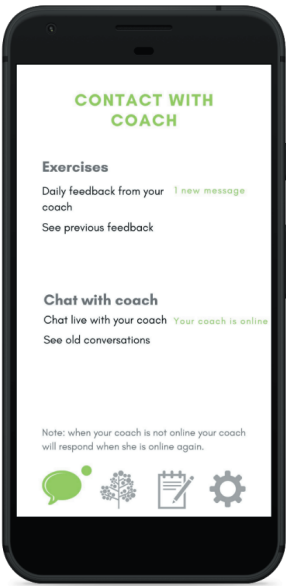 CONTACT WITH
COACH
Exercises
Daily feedback from your 1 new message
coach
See previous feedback
Chat with coach
Chat live with your coach Your coach is online
See old conversations
Note: when your coach is not online your coach
will respond when she is online again.